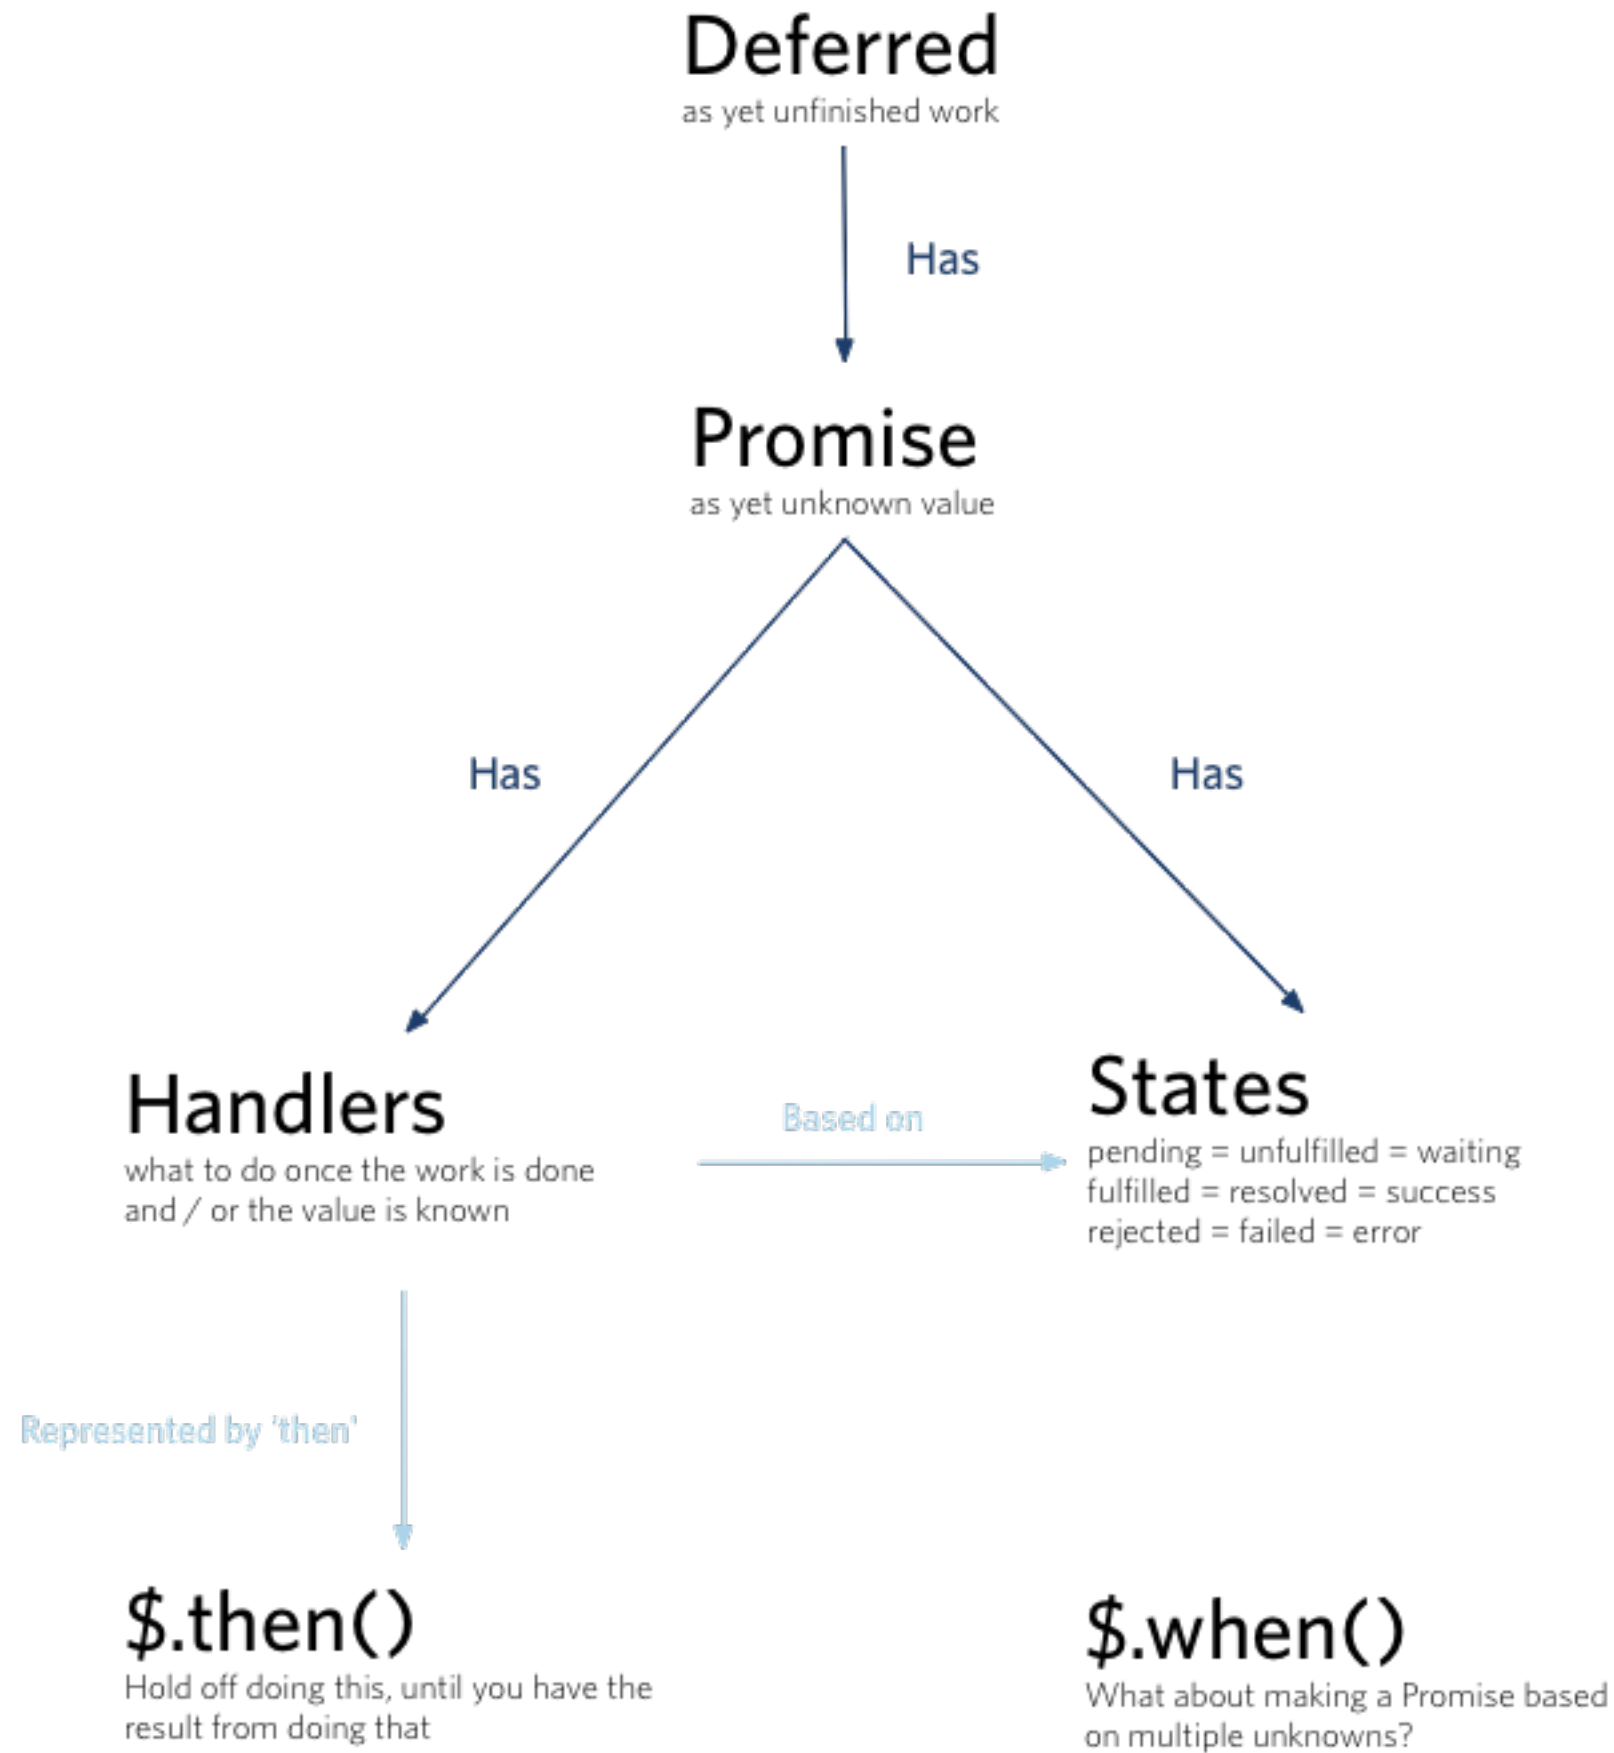 Deferred
as yet unfinished work
Has
Promise
as yet unknown value
Has
Has
Handlers
what to do once the work is done
and / or the value is known
Based on
States
pending = unfulfilled = waiting
fulfilled = resolved = success
rejected = failed = error
Represented by 'then'
$.then()
Hold off doing this, until you have the
result from doing that
$.when()
What about making a Promise based
on multiple unknowns?